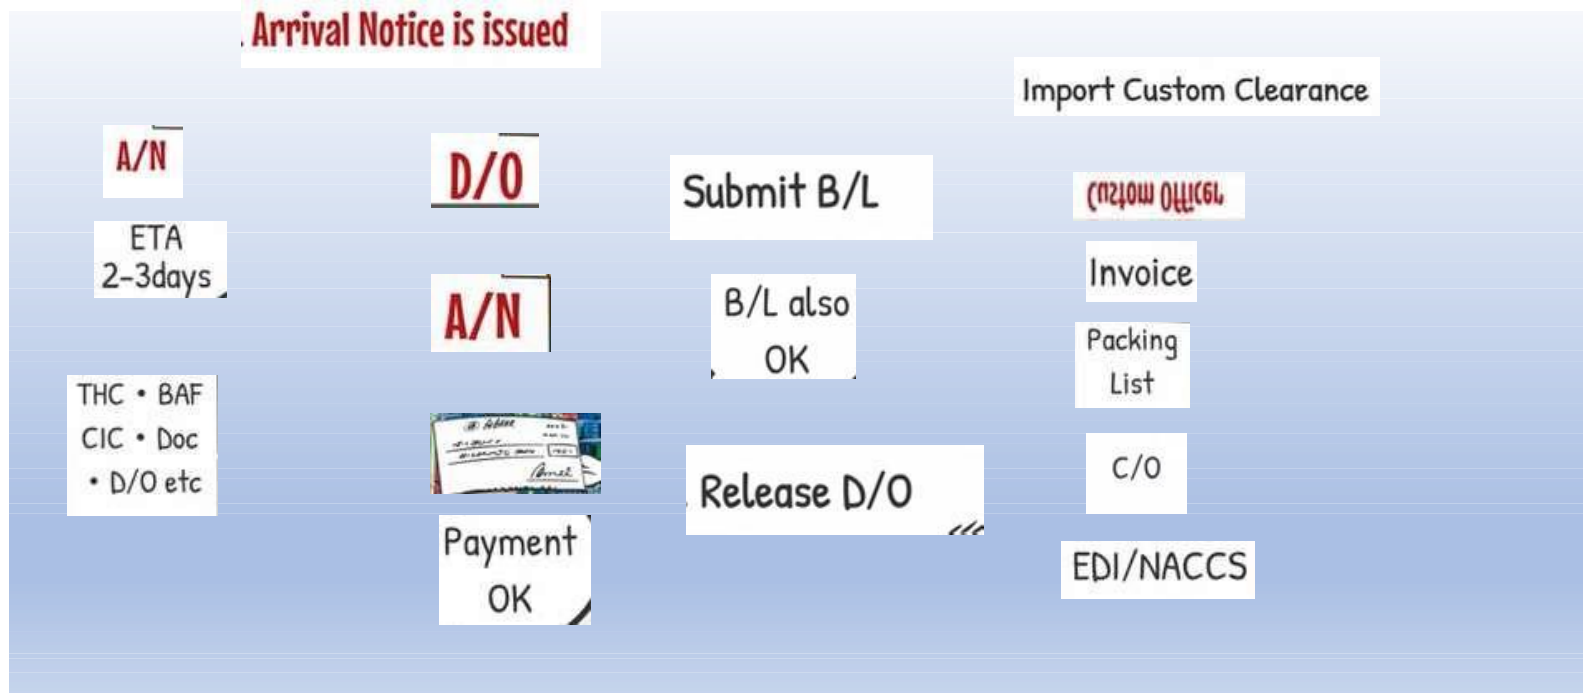 . Arrival Notice is issued
A/N
ETA
2-3days
THC • BAF
CIC • Doc
• D/O etc
D/O
A/N
Payment
OK
Submit B/L
B/L also
OK
Release D/O
Import Custom Clearance
Custom Officer
Invoice
Packing
List
C/O
EDI/NACCS